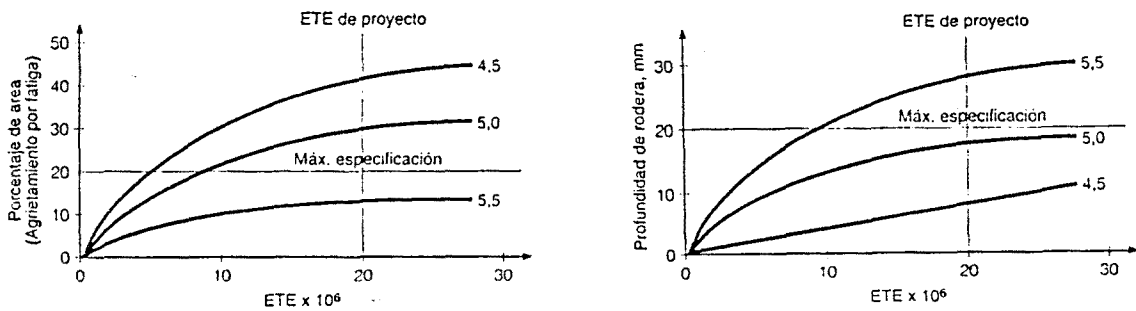 ETE de proyecto
Porcentaje de area
(Agrietamiento por fatiga)
50
40
30
20
10
0
4,5
5,0
Máx. especificación
5,5
0 10 20 30
ETE x 10⁶
ETE de proyecto
Profundidad de rodera, mm
30
20
10
0
5,5
Máx. especificación
5,0
4,5
0 10 20 30
ETE x 10⁶